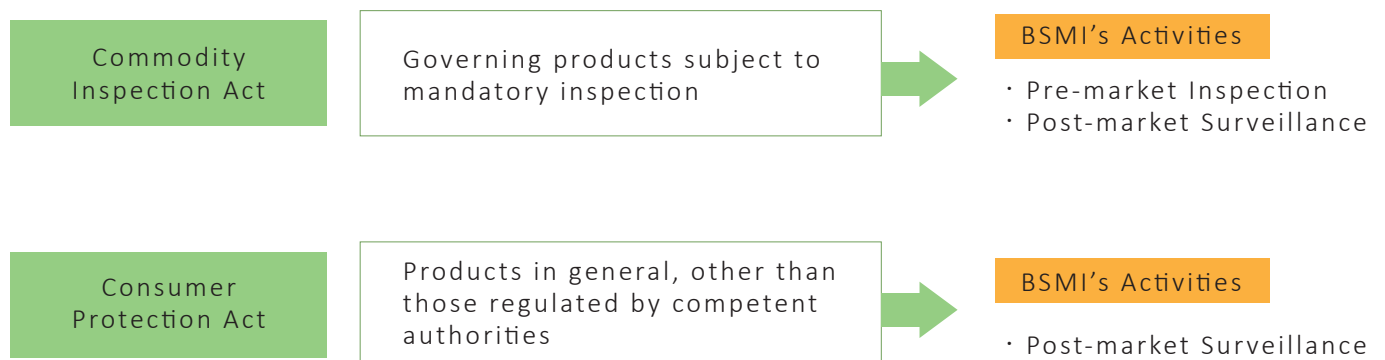 Commodity
Inspection Act
Governing products subject to
mandatory inspection
BSMI's Activities
· Pre-market Inspection
· Post-market Surveillance
Consumer
Protection Act
Products in general, other than
those regulated by competent
authorities
BSMI's Activities
· Post-market Surveillance